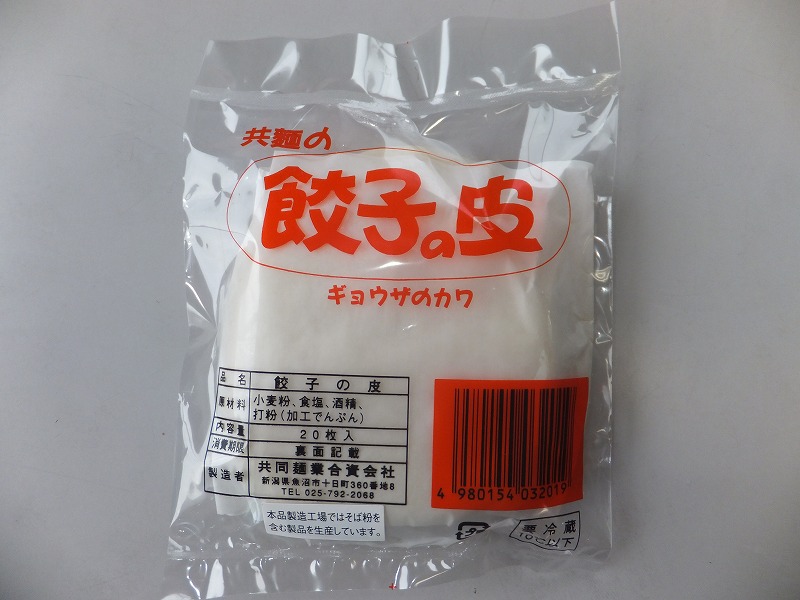 共麺の
餃子の皮
ギョウザのカワ
品名 餃子の皮
原材料 小麦粉、食塩、酒精、
打粉(加工でんぷん)
内容量 20枚入
消費期限 裏面記載
製造者 共同麺業合資会社
新潟県魚沼市十日町360番地8
TEL 025-792-2068
4 980154 032019
本品製造工場ではそば粉を
含む製品を生産しています。
要冷蔵
10℃以下